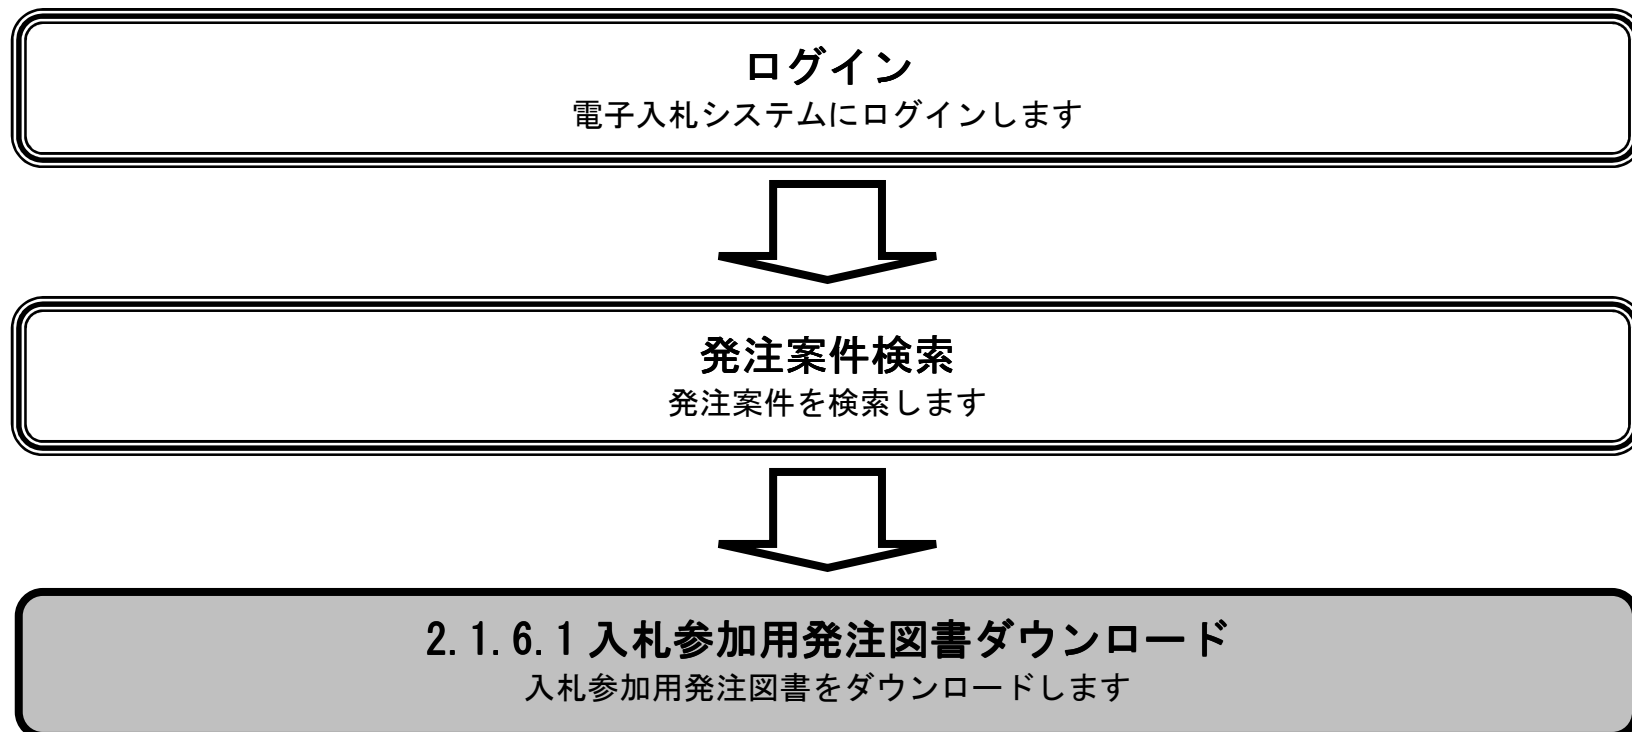 ログイン
電子入札システムにログインします
発注案件検索
発注案件を検索します
2.1.6.1 入札参加用発注図書ダウンロード
入札参加用発注図書をダウンロードします